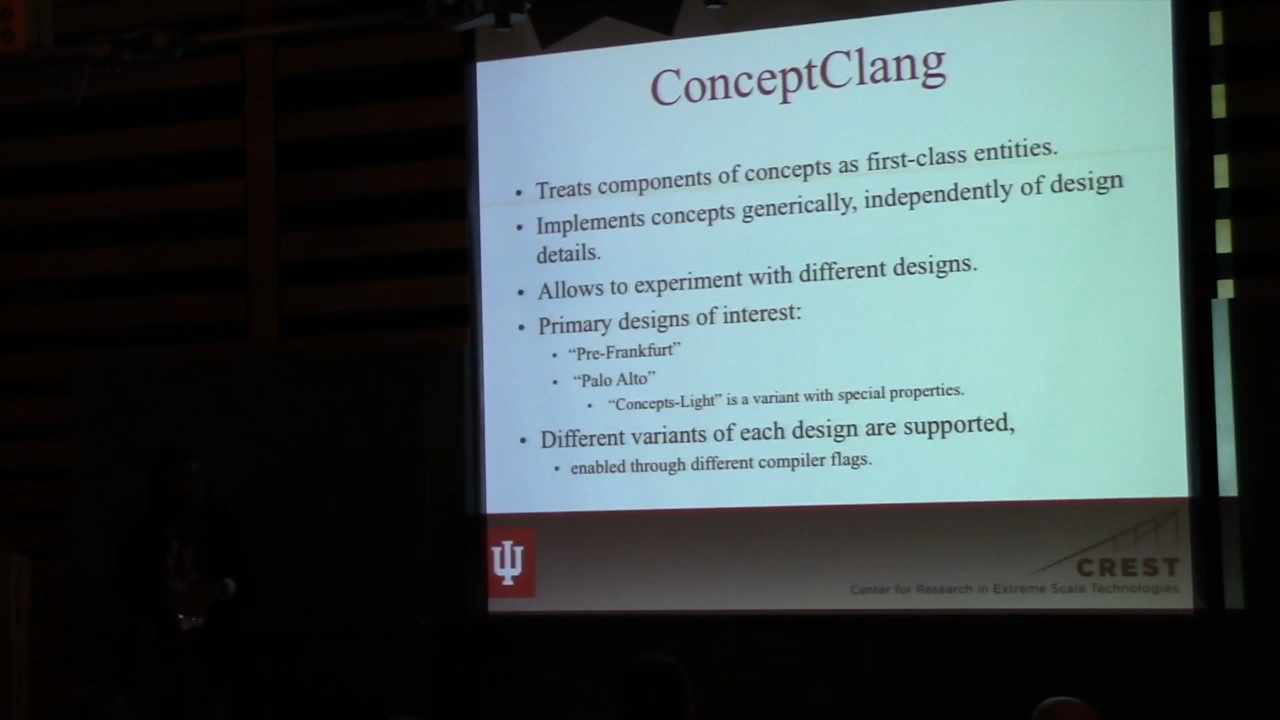 ConceptClang
• Treats components of concepts as first-class entities.
• Implements concepts generically, independently of design
details.
• Allows to experiment with different designs.
• Primary designs of interest:
• “Pre-Frankfurt”
• “Palo Alto”
• “Concepts-Light” is a variant with special properties.
• Different variants of each design are supported,
• enabled through different compiler flags.
CREST
Center for Research in Extreme Scale Technologies